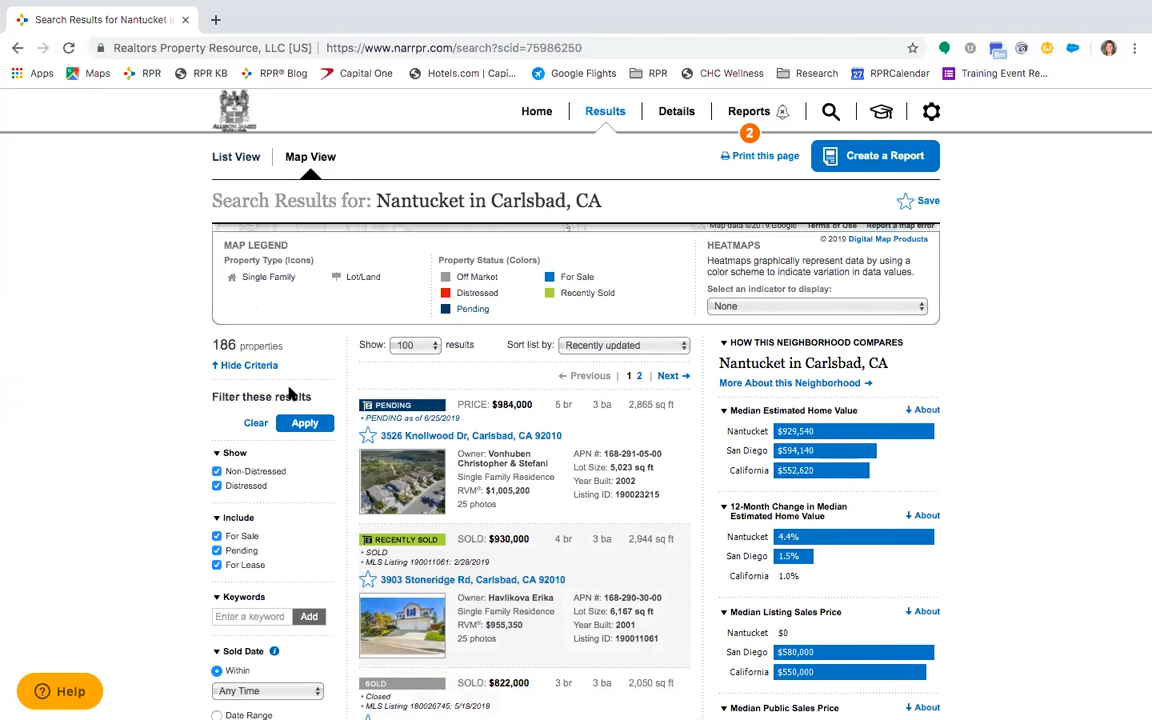 Search Results for Nantucket i
Realtors Property Resource, LLC [US] | https://www.narrpr.com/search?scid=75986250
Apps Maps RPR RPR KB RPR® Blog Capital One Hotels.com | Capi... Google Flights RPR CHC Wellness Research RPRCalendar Training Event Re...
Home Results Details Reports
2
List View Map View Print this page Create a Report
Search Results for: Nantucket in Carlsbad, CA Save
Map data ©2019 Google Terms of Use Report a map error
© 2019 Digital Map Products
MAP LEGEND
Property Type (Icons)
Single Family Lot/Land
Property Status (Colors)
Off Market For Sale
Distressed Recently Sold
Pending
HEATMAPS
Heatmaps graphically represent data by using a
color scheme to indicate variation in data values.
Select an indicator to display:
None
186 properties
Hide Criteria
Filter these results
Clear Apply
Show
Non-Distressed
Distressed
Include
For Sale
Pending
For Lease
Keywords
Enter a keyword Add
Sold Date
Within
Any Time
Date Range
Help
Show: 100 results Sort list by: Recently updated
Previous | 1 2 | Next
PENDING PRICE: $984,000 5 br 3 ba 2,865 sq ft
PENDING as of 6/25/2019
3526 Knollwood Dr, Carlsbad, CA 92010
Owner: Vonhuben
Christopher & Stefani
Single Family Residence
RVM®: $1,005,200
25 photos
APN #: 168-291-05-00
Lot Size: 5,023 sq ft
Year Built: 2002
Listing ID: 190023215
RECENTLY SOLD SOLD: $930,000 4 br 3 ba 2,944 sq ft
• SOLD
• MLS Listing 190011061: 2/28/2019
3903 Stoneridge Rd, Carlsbad, CA 92010
Owner: Havlikova Erika
Single Family Residence
RVM®: $955,350
25 photos
APN #: 168-290-30-00
Lot Size: 6,167 sq ft
Year Built: 2001
Listing ID: 190011061
SOLD SOLD: $822,000 3 br 3 ba 2,050 sq ft
• Closed
• MLS Listing 180026745: 5/18/2018
HOW THIS NEIGHBORHOOD COMPARES
Nantucket in Carlsbad, CA
More About this Neighborhood
Median Estimated Home Value About
Nantucket $929,540
San Diego $594,140
California $552,620
12-Month Change in Median
Estimated Home Value About
Nantucket 4.4%
San Diego 1.5%
California 1.0%
Median Listing Sales Price About
Nantucket $0
San Diego $580,000
California $550,000
Median Public Sales Price About